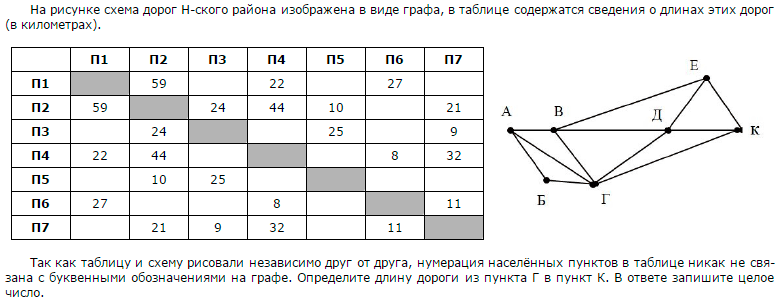 На рисунке схема дорог Н-ского района изображена в виде графа, в таблице содержатся сведения о длинах этих дорог
(в километрах).
П1 П2 П3 П4 П5 П6 П7
П1 59 22 27
П2 59 24 44 10 21
П3 24 25 9
П4 22 44 8 32
П5 10 25
П6 27 8 11
П7 21 9 32 11
Е
А В Д К
Б Г
Так как таблицу и схему рисовали независимо друг от друга, нумерация населённых пунктов в таблице никак не свя-
зана с буквенными обозначениями на графе. Определите длину дороги из пункта Г в пункт К. В ответе запишите целое
число.